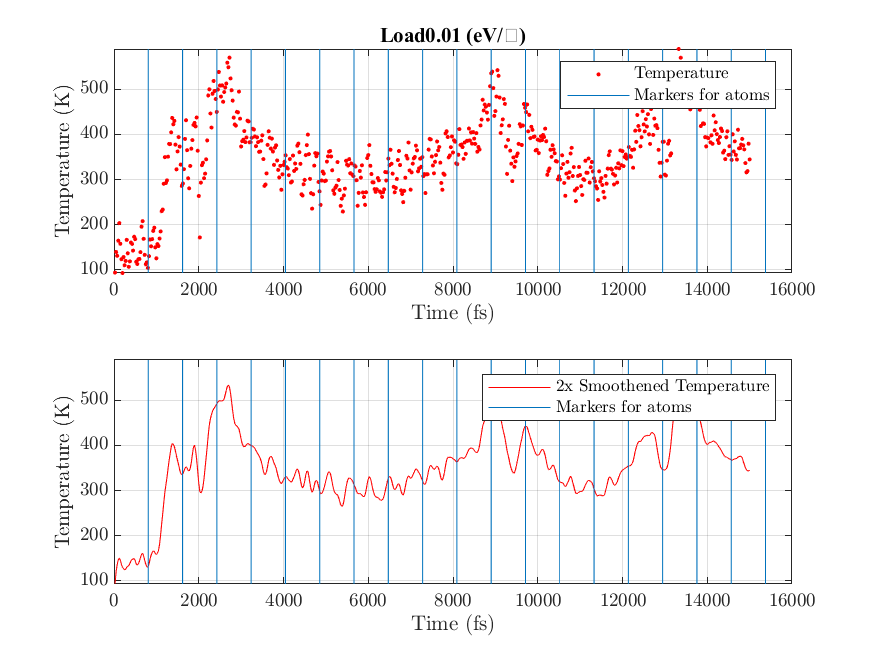 Load0.01 (eV/□)
Temperature (K)
500
400
300
200
100
Temperature
Markers for atoms
0 2000 4000 6000 8000 10000 12000 14000 16000
Time (fs)
Temperature (K)
500
400
300
200
100
2x Smoothened Temperature
Markers for atoms
0 2000 4000 6000 8000 10000 12000 14000 16000
Time (fs)